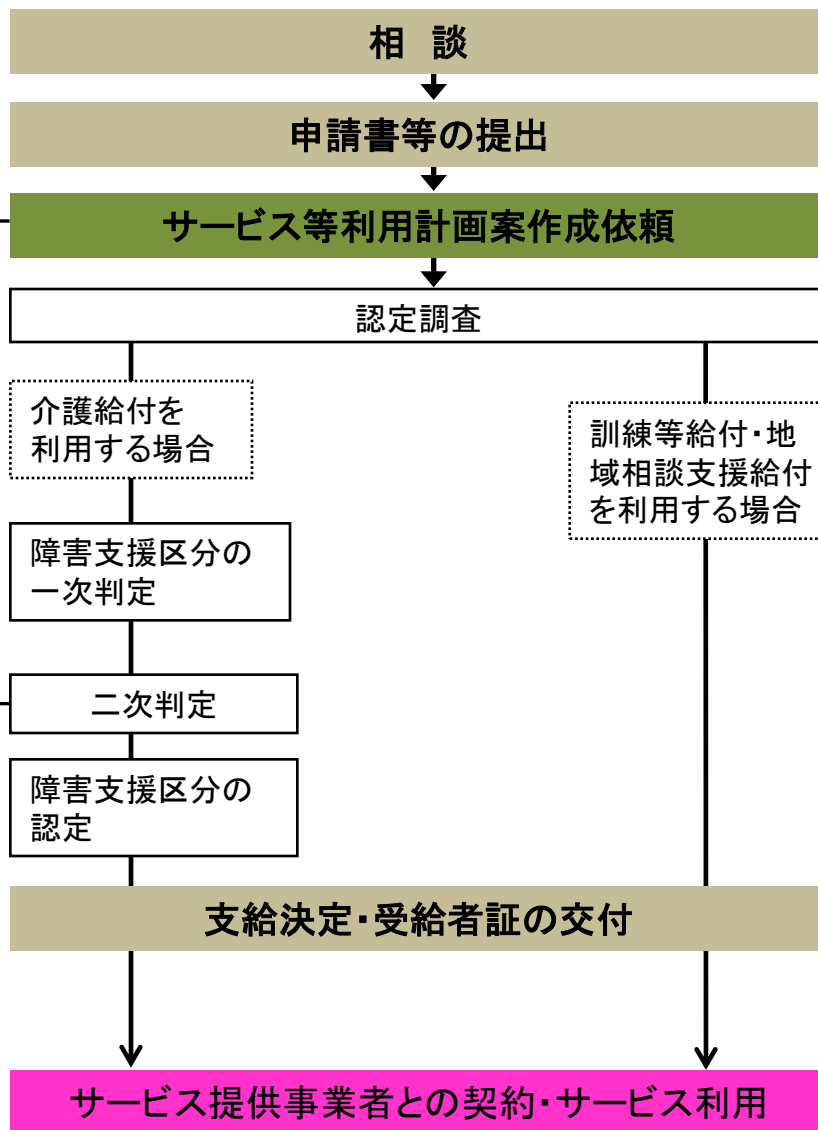 相　談
申請書等の提出
サービス等利用計画案作成依頼
認定調査
介護給付を
利用する場合
訓練等給付・地
域相談支援給付
を利用する場合
障害支援区分の
一次判定
二次判定
障害支援区分の
認定
支給決定・受給者証の交付
サービス提供事業者との契約・サービス利用